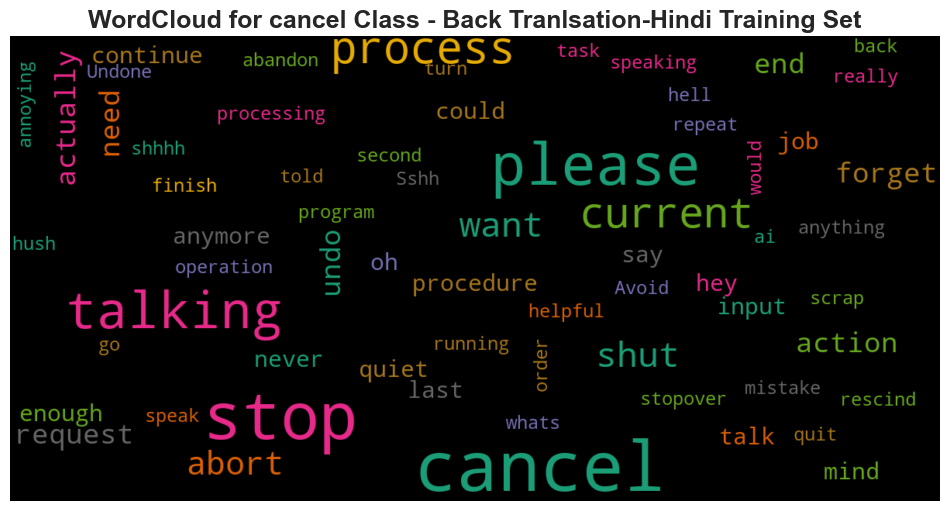 WordCloud for cancel Class - Back Tranlsation-Hindi Training Set
annoying
actually
continue
Undone
abandon
process
turn
task
speaking
end
back
really
need
processing
could
hell
repeat
shhhh
second
please
would
job
finish
told
Sshh
forget
program
want
current
hush
anymore
undo
anything
ai
operation
oh
say
procedure
Avoid
hey
talking
helpful
input
scrap
go
never
running
order
shut
action
quiet
last
stopover
mistake
rescind
enough
speak
stop
whats
request
talk
quit
abort
cancel
mind